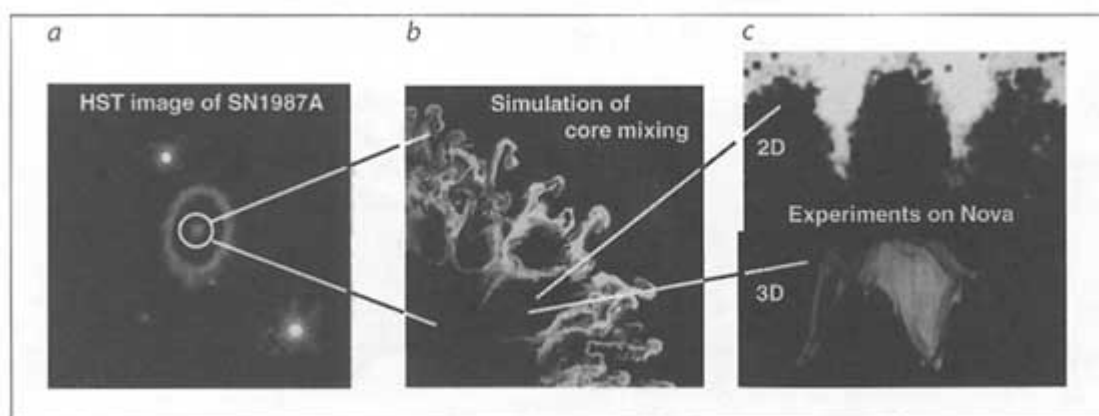 a
b
c
HST image of SN1987A
Simulation of
core mixing
2D
Experiments on Nova
3D